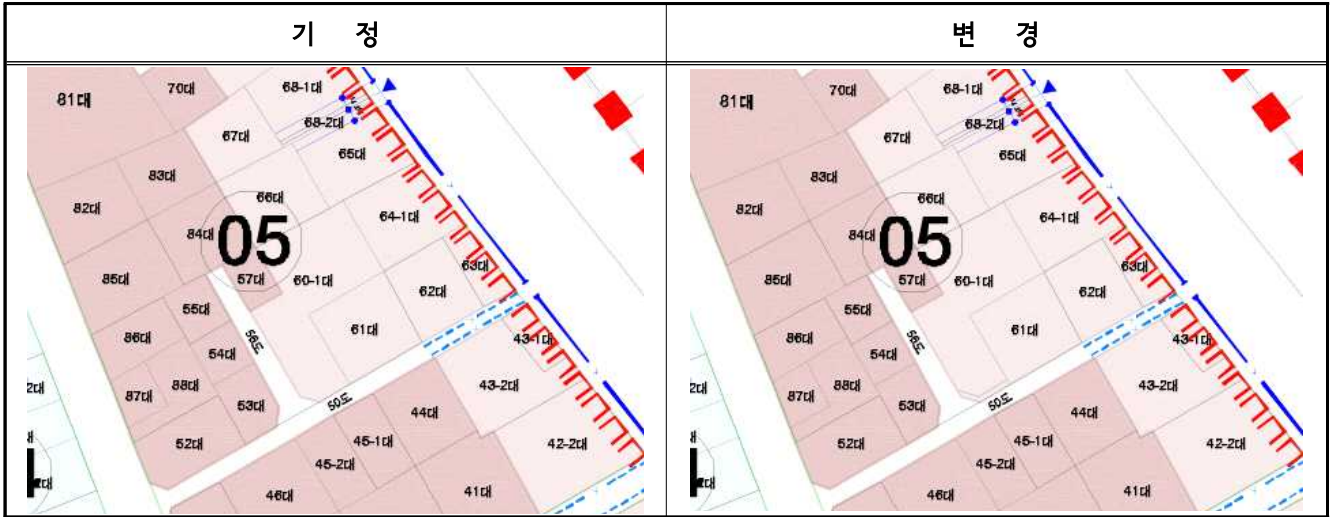 기 정
변 경
70대
68-1대
81대
68-2대
67대
65대
83대
66대
82대
64-1대
84대
05
63대
57대
60-1대
85대
62대
55대
61대
86대
56도
43-1대
54대
2대
88대
43-2대
87대
53대
50도
44대
52대
45-1대
42-2대
45-2대
46대
41대
70대
68-1대
81대
68-2대
67대
65대
83대
66대
82대
64-1대
84대
05
63대
57대
60-1대
85대
62대
55대
61대
86대
56도
43-1대
54대
2대
88대
43-2대
87대
53대
50도
44대
52대
45-1대
42-2대
45-2대
46대
41대